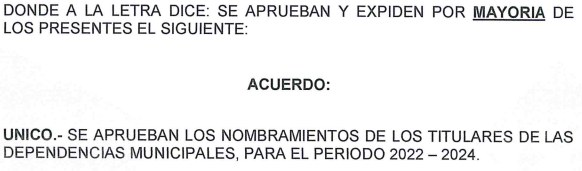 DONDE A LA LETRA DICE: SE APRUEBAN Y EXPIDEN POR MAYORIA DE
LOS PRESENTES EL SIGUIENTE:
ACUERDO:
UNICO.- SE APRUEBAN LOS NOMBRAMIENTOS DE LOS TITULARES DE LAS
DEPENDENCIAS MUNICIPALES, PARA EL PERIODO 2022 – 2024.